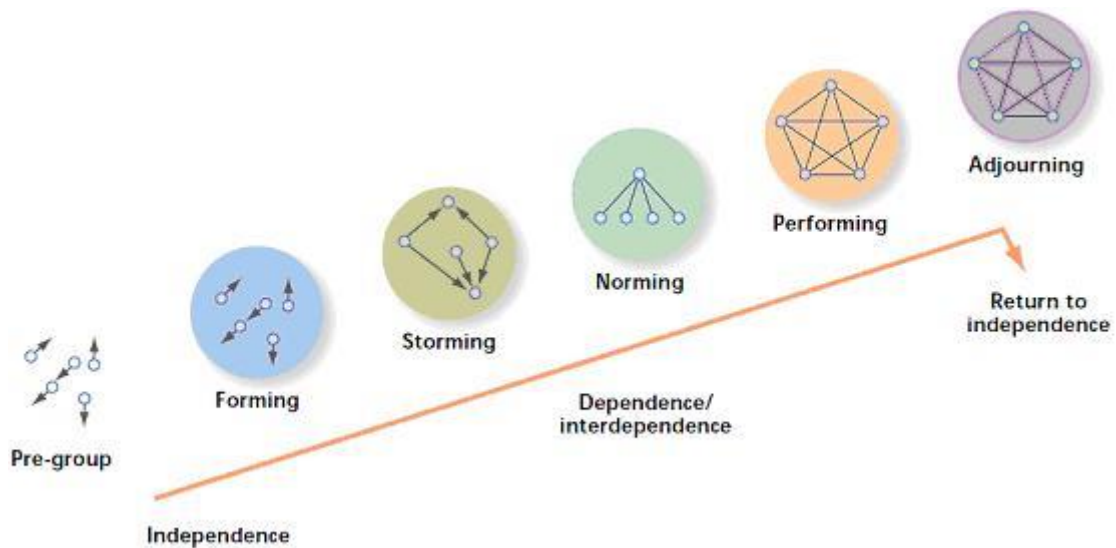 Pre-group
Forming
Storming
Norming
Performing
Adjourning
Independence
Dependence/
interdependence
Return to
independence